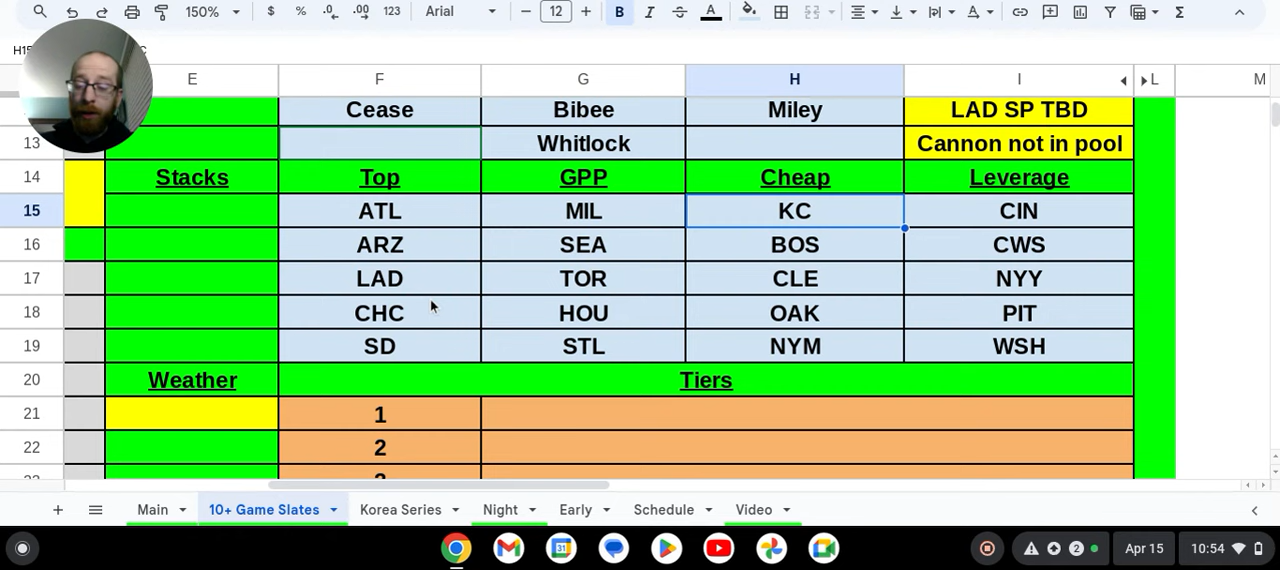 150% $ % .0 .00 123 Arial 12 B I S A Σ
E F G H I L M
Cease Bibee Miley LAD SP TBD
13 Whitlock Cannon not in pool
14 Stacks Top GPP Cheap Leverage
15 ATL MIL KC CIN
16 ARZ SEA BOS CWS
17 LAD TOR CLE NYY
18 CHC HOU OAK PIT
19 SD STL NYM WSH
20 Weather Tiers
21 1
22 2
Main 10+ Game Slates Korea Series Night Early Schedule Video
31 2 Apr 15 10:54